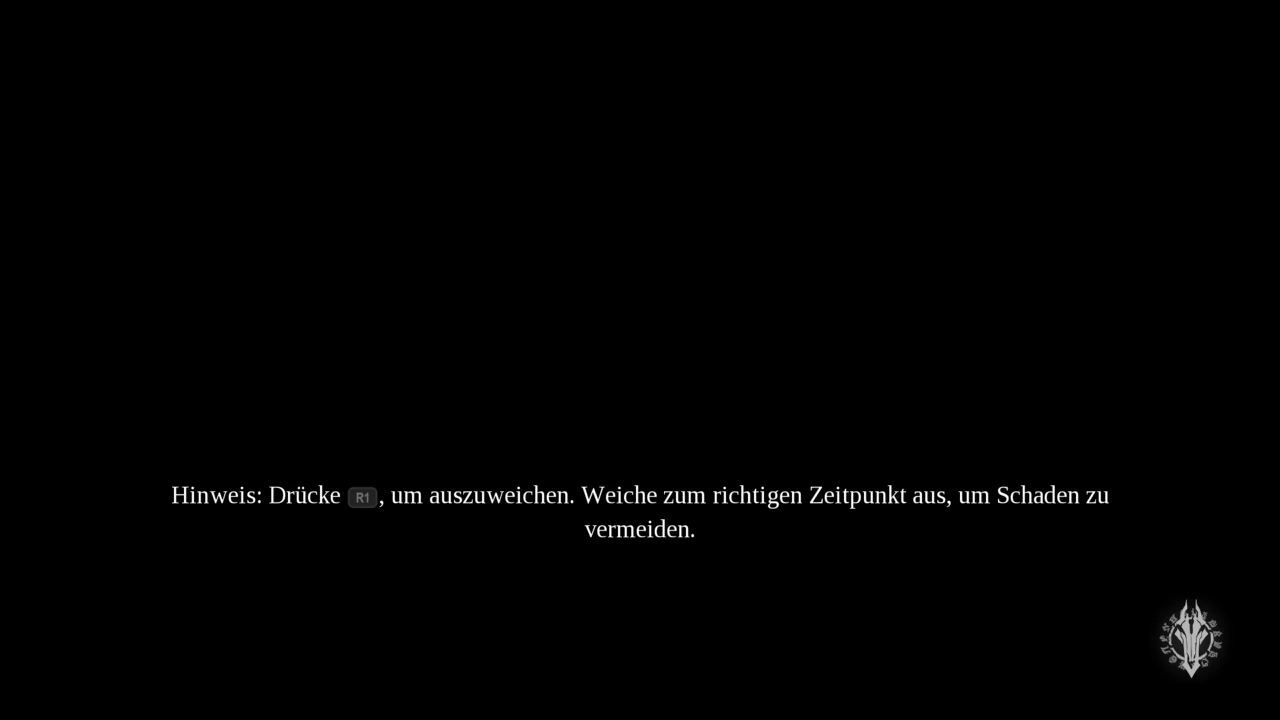 Hinweis: Drücke R1, um auszuweichen. Weiche zum richtigen Zeitpunkt aus, um Schaden zu
vermeiden.